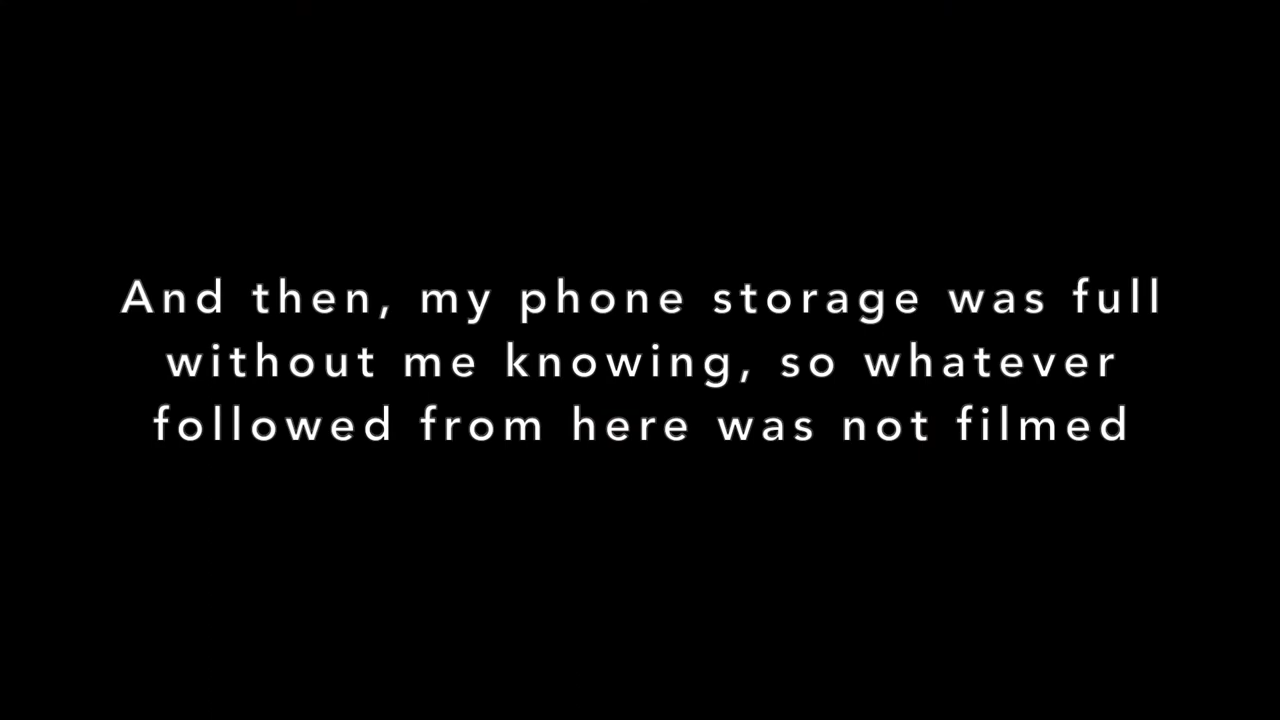 And then, my phone storage was full
without me knowing, so whatever
followed from here was not filmed